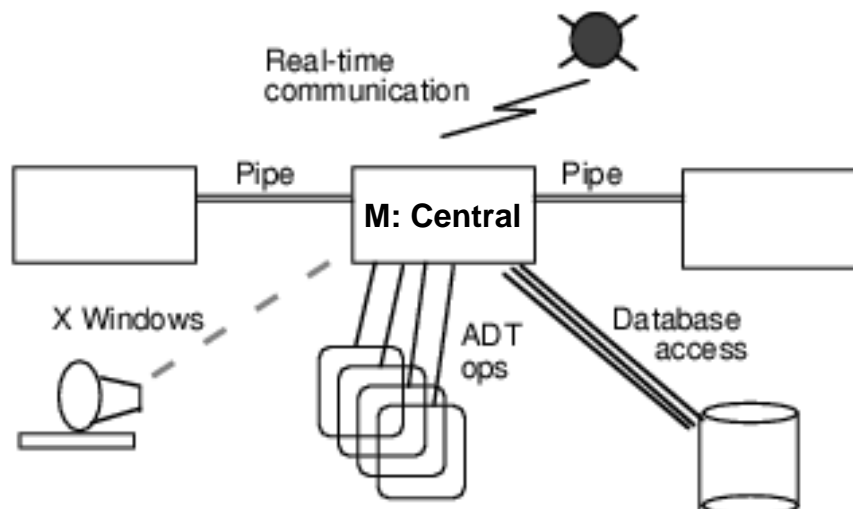 Real-time
communication
Pipe
M: Central
Pipe
X Windows
ADT
ops
Database
access